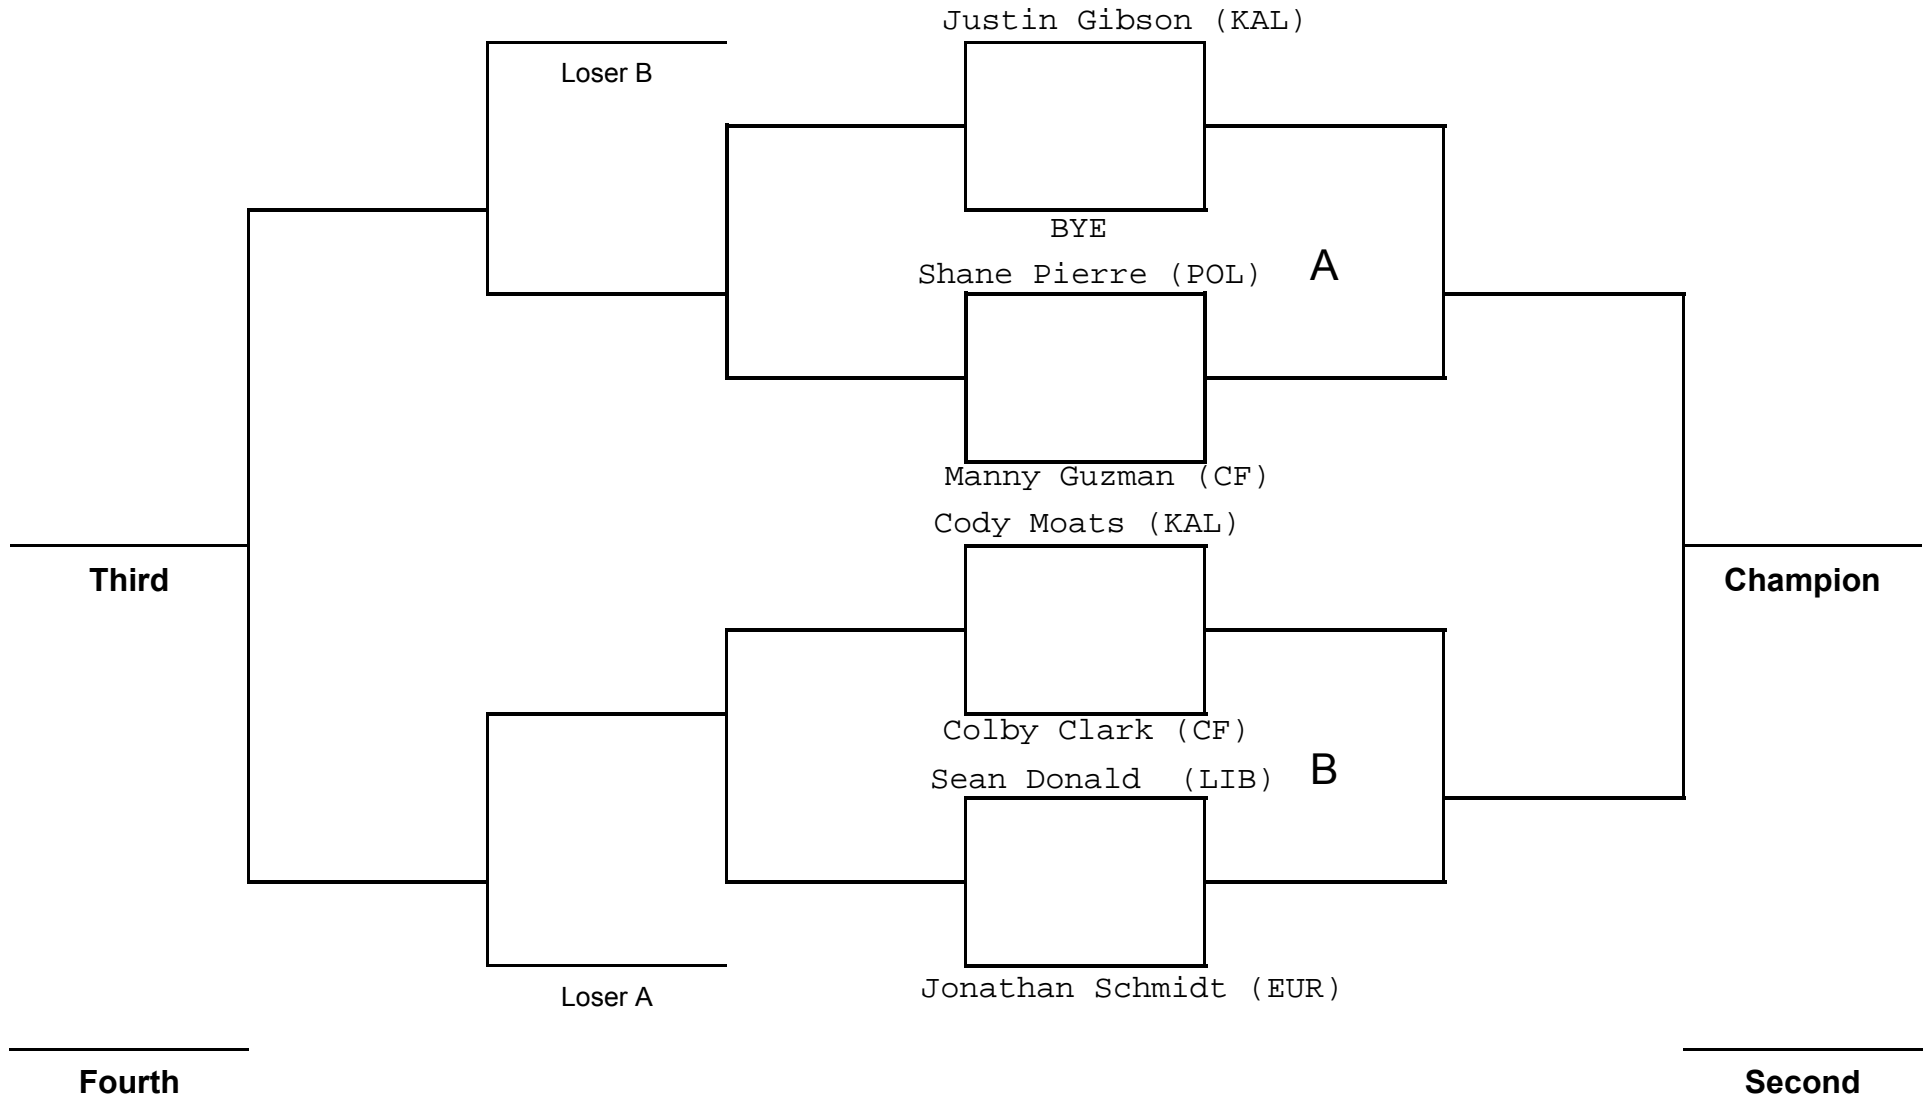 Justin Gibson (KAL)
Loser B
BYE
Shane Pierre (POL)
A
Manny Guzman (CF)
Cody Moats (KAL)
Third
Champion
Colby Clark (CF)
Sean Donald  (LIB)
B
Jonathan Schmidt (EUR)
Loser A
Fourth
Second